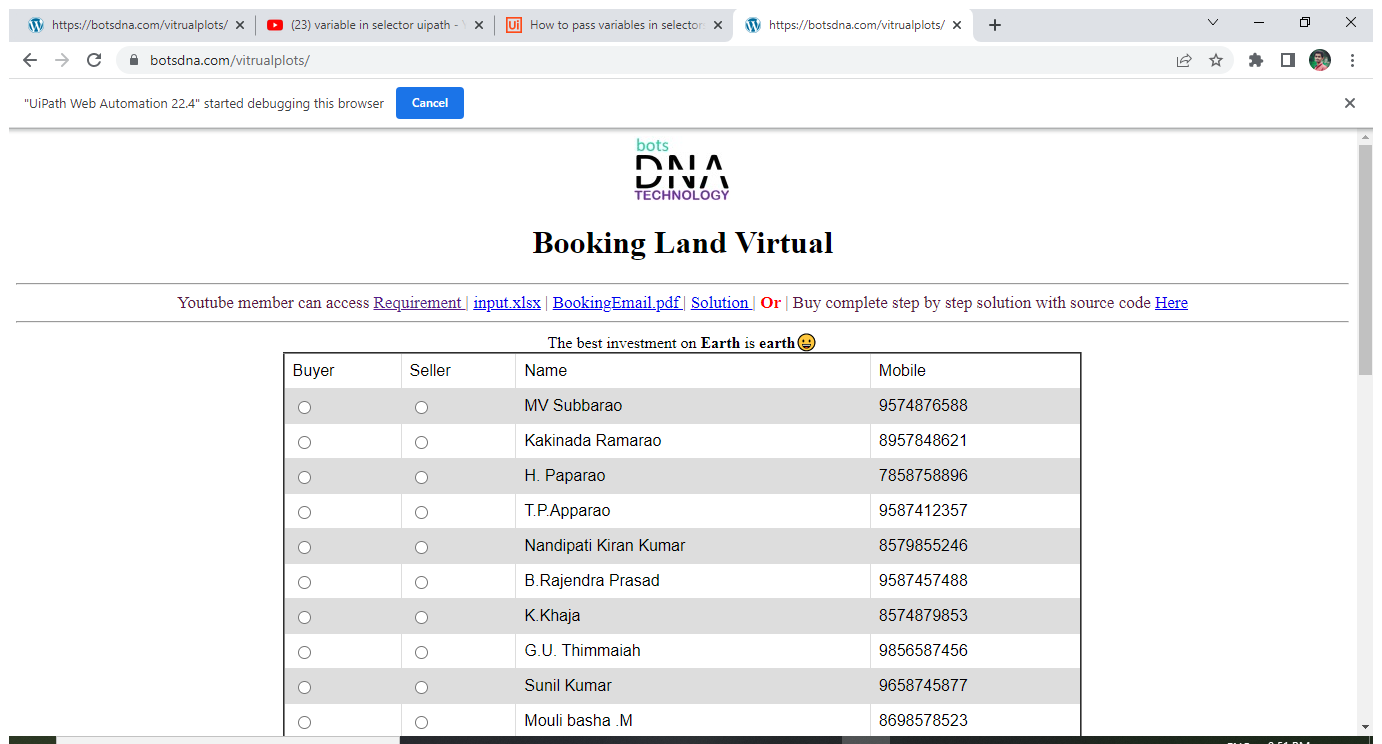 https://botsdna.com/vitrualplots/ (23) variable in selector uipath - How to pass variables in selector https://botsdna.com/vitrualplots/
botsdna.com/vitrualplots/
"UiPath Web Automation 22.4" started debugging this browser Cancel
bots
DNA
TECHNOLOGY
Booking Land Virtual
Youtube member can access Requirement | input.xlsx | BookingEmail.pdf | Solution | Or | Buy complete step by step solution with source code Here
The best investment on Earth is earth😀
Buyer Seller Name Mobile
MV Subbarao 9574876588
Kakinada Ramarao 8957848621
H. Paparao 7858758896
T.P.Apparao 9587412357
Nandipati Kiran Kumar 8579855246
B.Rajendra Prasad 9587457488
K.Khaja 8574879853
G.U. Thimmaiah 9856587456
Sunil Kumar 9658745877
Mouli basha .M 8698578523